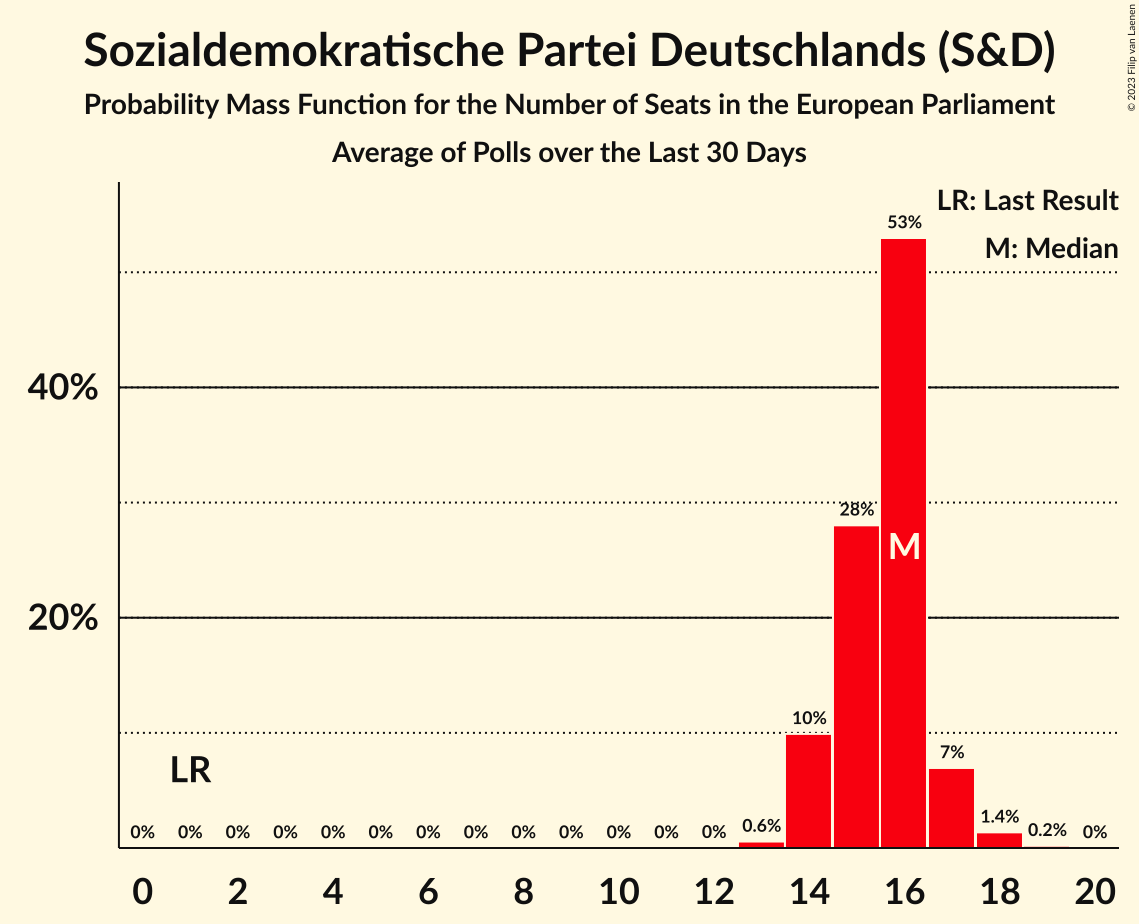 Sozialdemokratische Partei Deutschlands (S&D)
Probability Mass Function for the Number of Seats in the European Parliament
Average of Polls over the Last 30 Days
© 2023 Filip van Laenen
LR: Last Result
M: Median
40%
20%
LR
M
0% 0% 0% 0% 0% 0% 0% 0% 0% 0% 0% 0% 0% 0.6% 10% 28% 53% 7% 1.4% 0.2% 0%
0 2 4 6 8 10 12 14 16 18 20